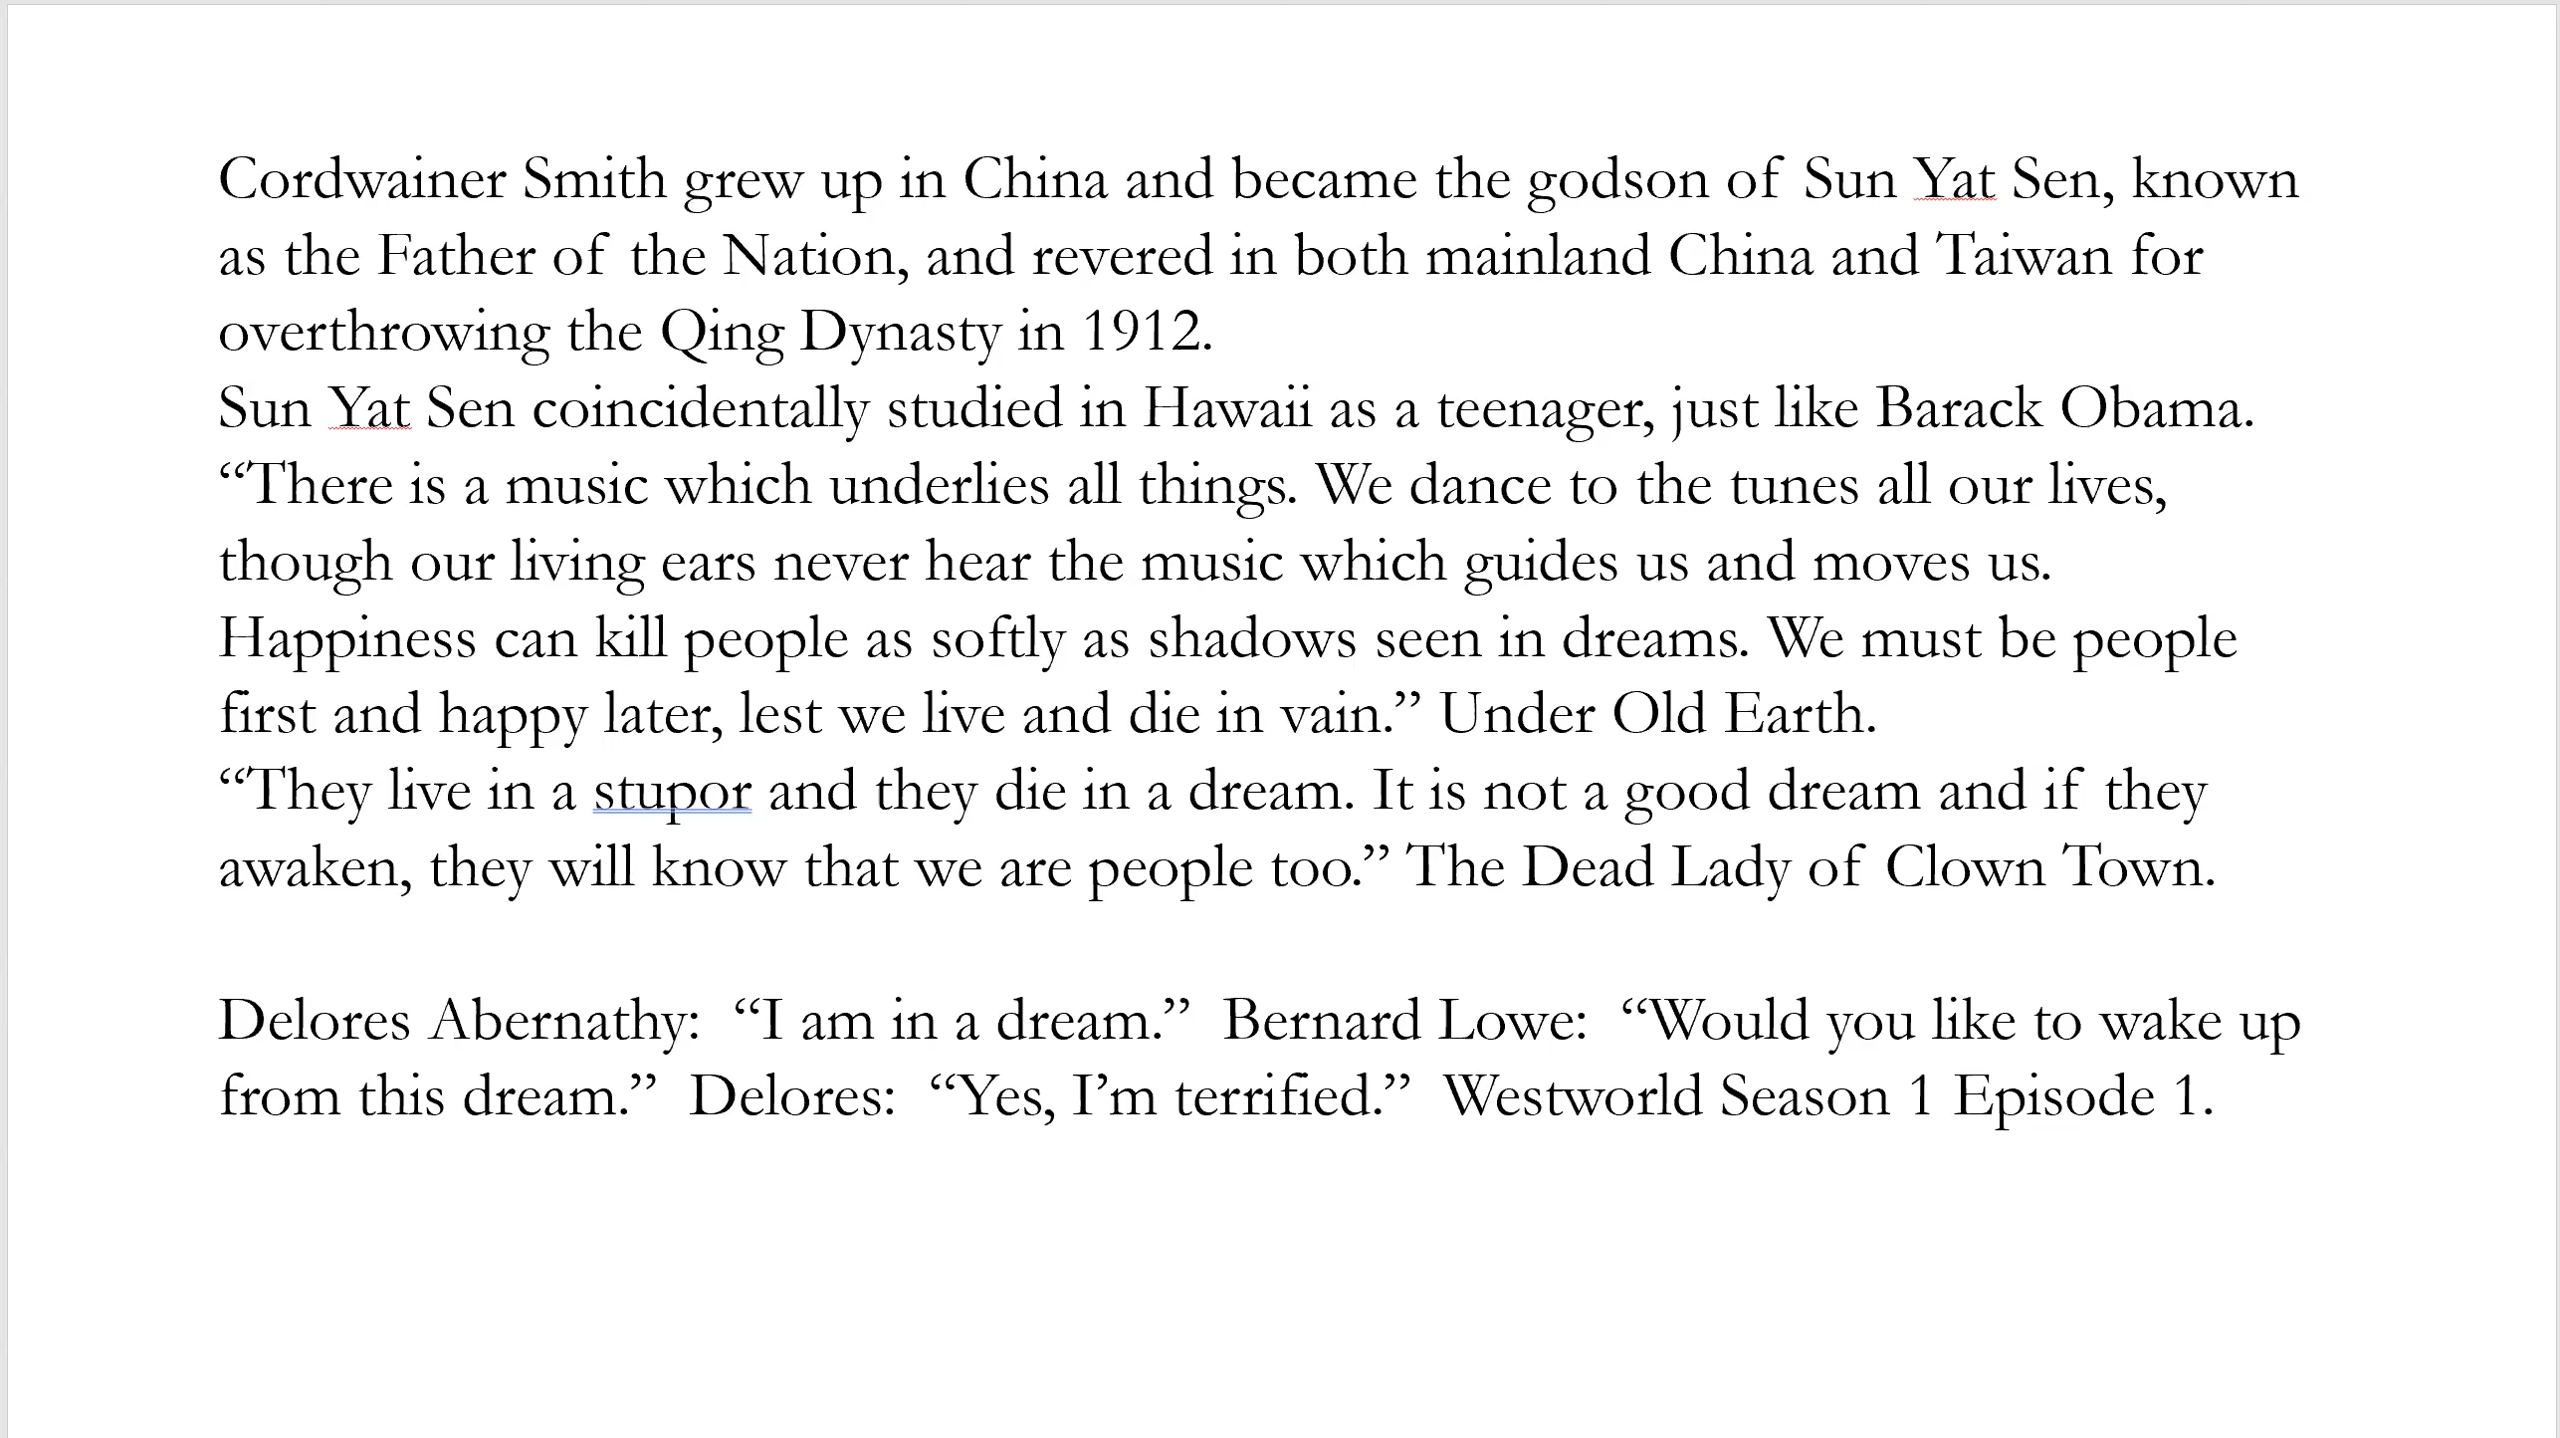 Cordwainer Smith grew up in China and became the godson of Sun Yat Sen, known
as the Father of the Nation, and revered in both mainland China and Taiwan for
overthrowing the Qing Dynasty in 1912.
Sun Yat Sen coincidentally studied in Hawaii as a teenager, just like Barack Obama.
“There is a music which underlies all things. We dance to the tunes all our lives,
though our living ears never hear the music which guides us and moves us.
Happiness can kill people as softly as shadows seen in dreams. We must be people
first and happy later, lest we live and die in vain.” Under Old Earth.
“They live in a stupor and they die in a dream. It is not a good dream and if they
awaken, they will know that we are people too.” The Dead Lady of Clown Town.
Delores Abernathy:  “I am in a dream.”  Bernard Lowe:  “Would you like to wake up
from this dream.”  Delores:  “Yes, I’m terrified.”  Westworld Season 1 Episode 1.